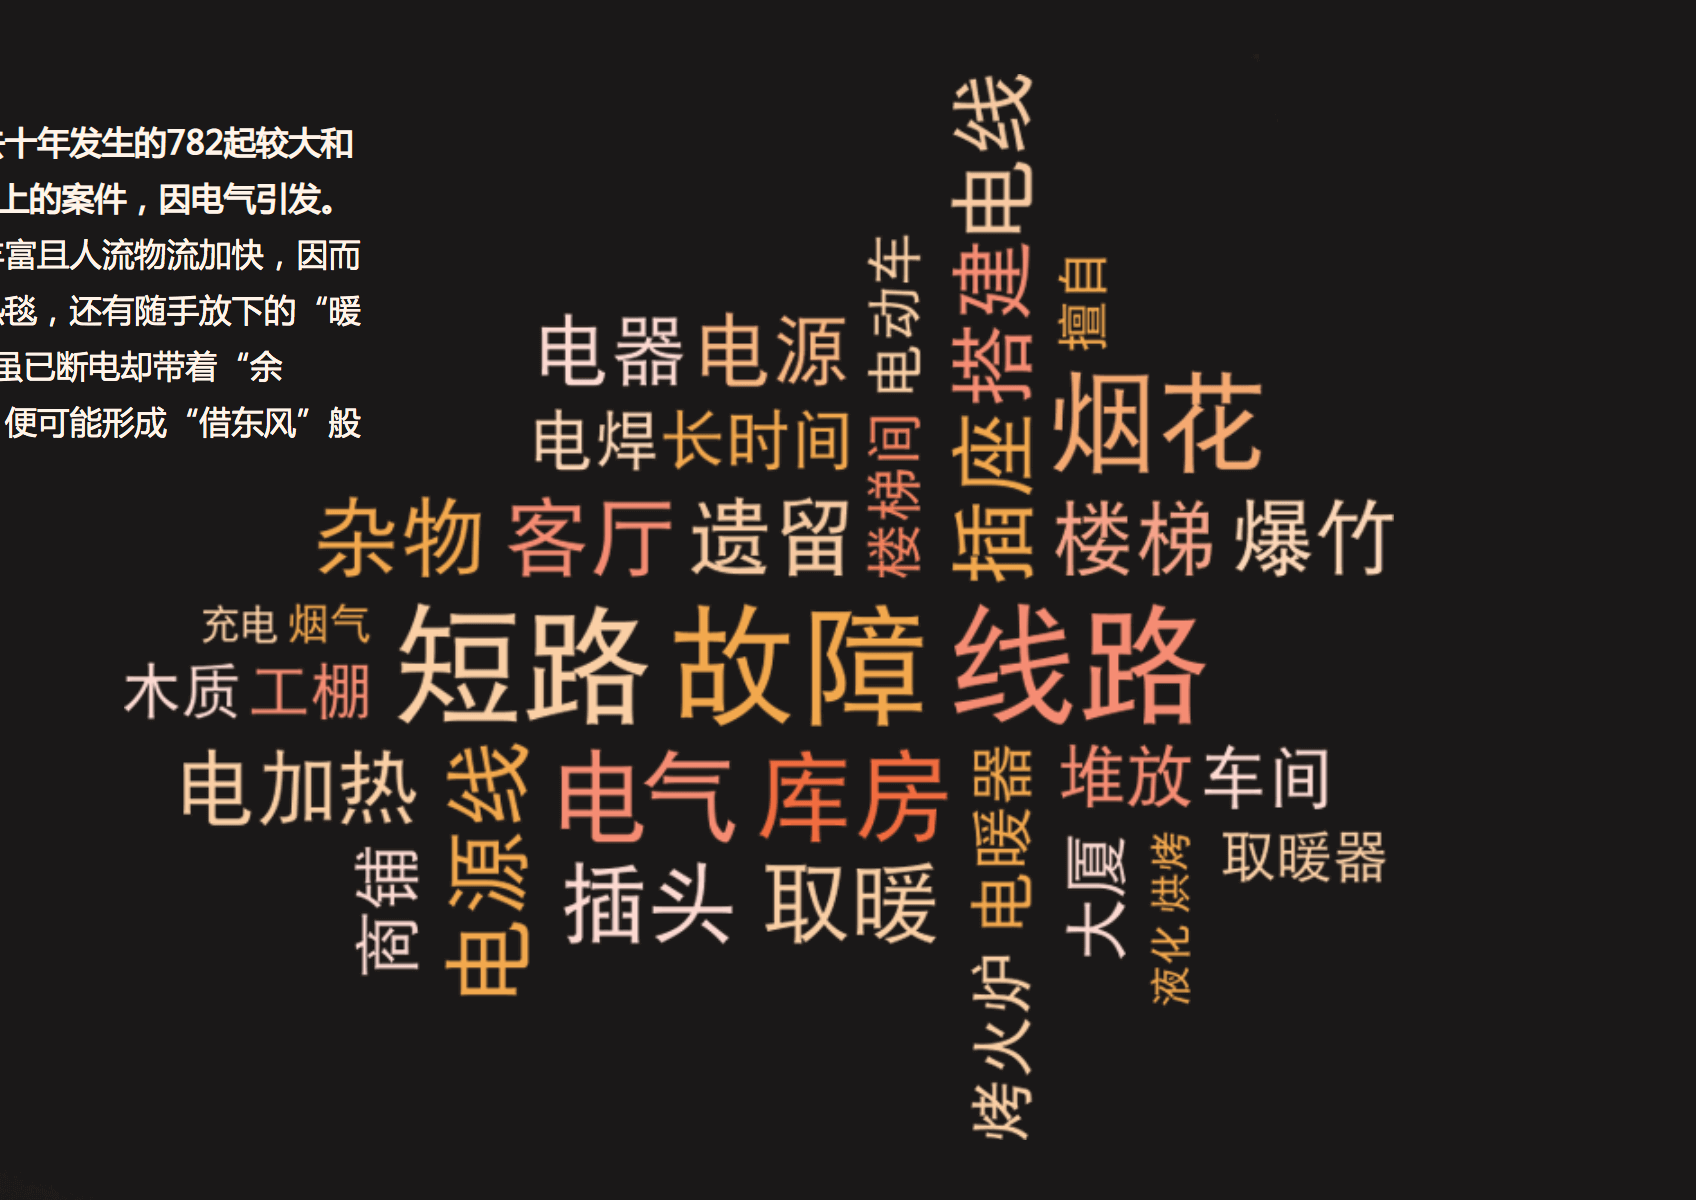 十年发生的782起较大和
上的案件，因电气引发。
富且人流物流加快，因而
毯，还有随手放下的“暖
虽已断电却带着“余
便可能形成“借东风”般
电线
搭建
插座
电动车
楼梯间
擅自
电器 电源
烟花
电焊 长时间
杂物 客厅 遗留
楼梯 爆竹
充电 烟气
木质 工棚
短路 故障 线路
电加热
电源线
电气 库房
电暖器
堆放 车间
商铺
插头 取暖
大厦
烘烤
液化
取暖器
烤火炉